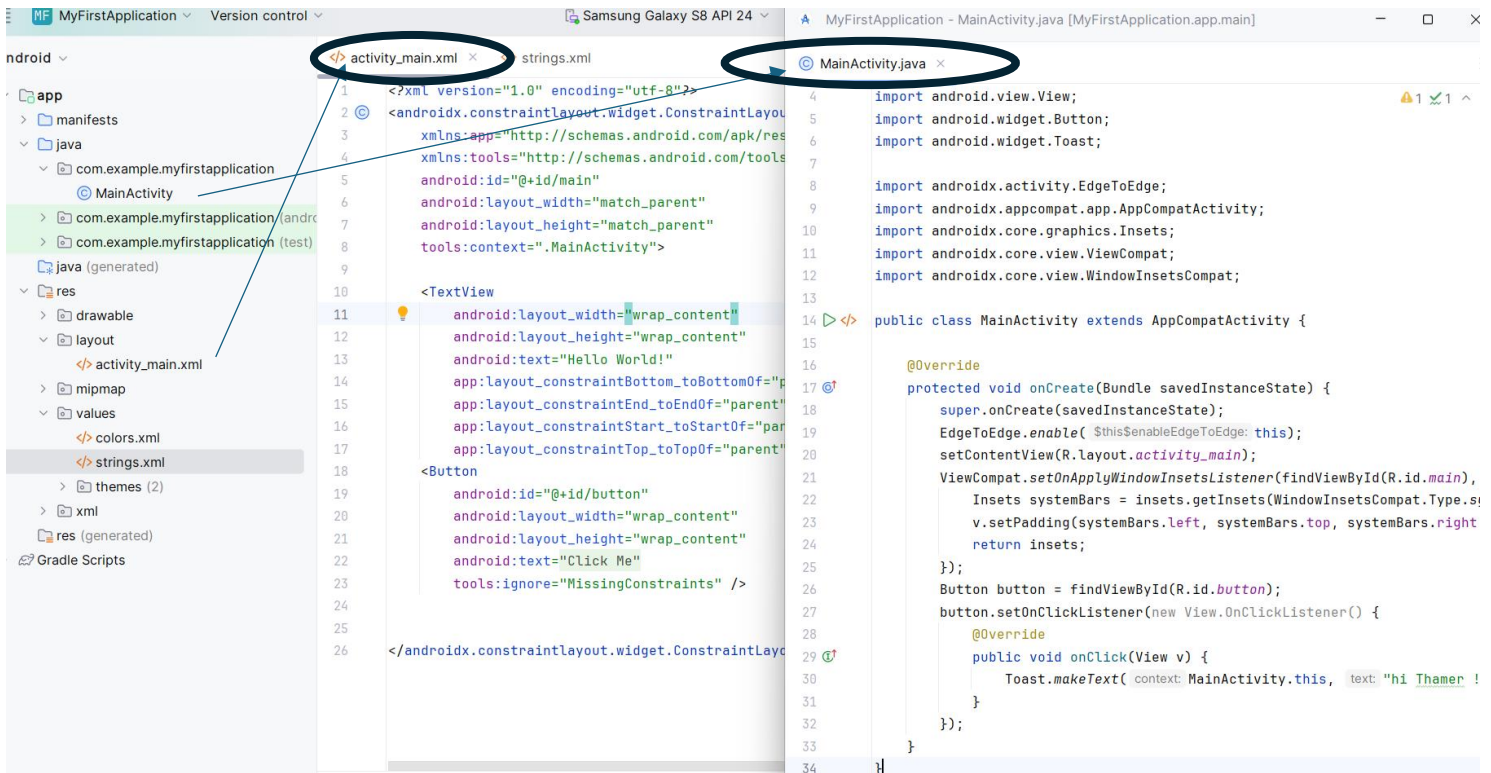 MF MyFirstApplication Version control
Samsung Galaxy S8 API 24
ndroid
app
manifests
java
com.example.myfirstapplication
MainActivity
com.example.myfirstapplication (andro
com.example.myfirstapplication (test)
java (generated)
res
drawable
layout
</> activity_main.xml
mipmap
values
</> colors.xml
</> strings.xml
themes (2)
xml
res (generated)
Gradle Scripts
</> activity_main.xml × strings.xml
1 <?xml version="1.0" encoding="utf-8"?>
2 <androidx.constraintlayout.widget.ConstraintLayou
3 xmlns:app="http://schemas.android.com/apk/res
4 xmlns:tools="http://schemas.android.com/tools
5 android:id="@+id/main"
6 android:layout_width="match_parent"
7 android:layout_height="match_parent"
8 tools:context=".MainActivity">
9
10 <TextView
11 android:layout_width="wrap_content"
12 android:layout_height="wrap_content"
13 android:text="Hello World!"
14 app:layout_constraintBottom_toBottomOf="p
15 app:layout_constraintEnd_toEndOf="parent"
16 app:layout_constraintStart_toStartOf="par
17 app:layout_constraintTop_toTopOf="parent"
18 <Button
19 android:id="@+id/button"
20 android:layout_width="wrap_content"
21 android:layout_height="wrap_content"
22 android:text="Click Me"
23 tools:ignore="MissingConstraints" />
24
25
26 </androidx.constraintlayout.widget.ConstraintLayo
MyFirstApplication - MainActivity.java [MyFirstApplication.app.main]
MainActivity.java ×
1 1
4 import android.view.View;
5 import android.widget.Button;
6 import android.widget.Toast;
7
8 import androidx.activity.EdgeToEdge;
9 import androidx.appcompat.app.AppCompatActivity;
10 import androidx.core.graphics.Insets;
11 import androidx.core.view.ViewCompat;
12 import androidx.core.view.WindowInsetsCompat;
13
14 </> public class MainActivity extends AppCompatActivity {
15
16 @Override
17 protected void onCreate(Bundle savedInstanceState) {
18 super.onCreate(savedInstanceState);
19 EdgeToEdge.enable( $this$enableEdgeToEdge: this);
20 setContentView(R.layout.activity_main);
21 ViewCompat.setOnApplyWindowInsetsListener(findViewById(R.id.main),
22 Insets systemBars = insets.getInsets(WindowInsetsCompat.Type.sy
23 v.setPadding(systemBars.left, systemBars.top, systemBars.right
24 return insets;
25 });
26 Button button = findViewById(R.id.button);
27 button.setOnClickListener(new View.OnClickListener() {
28 @Override
29 public void onClick(View v) {
30 Toast.makeText( context: MainActivity.this, text: "hi Thamer !
31 }
32 });
33 }
34 }